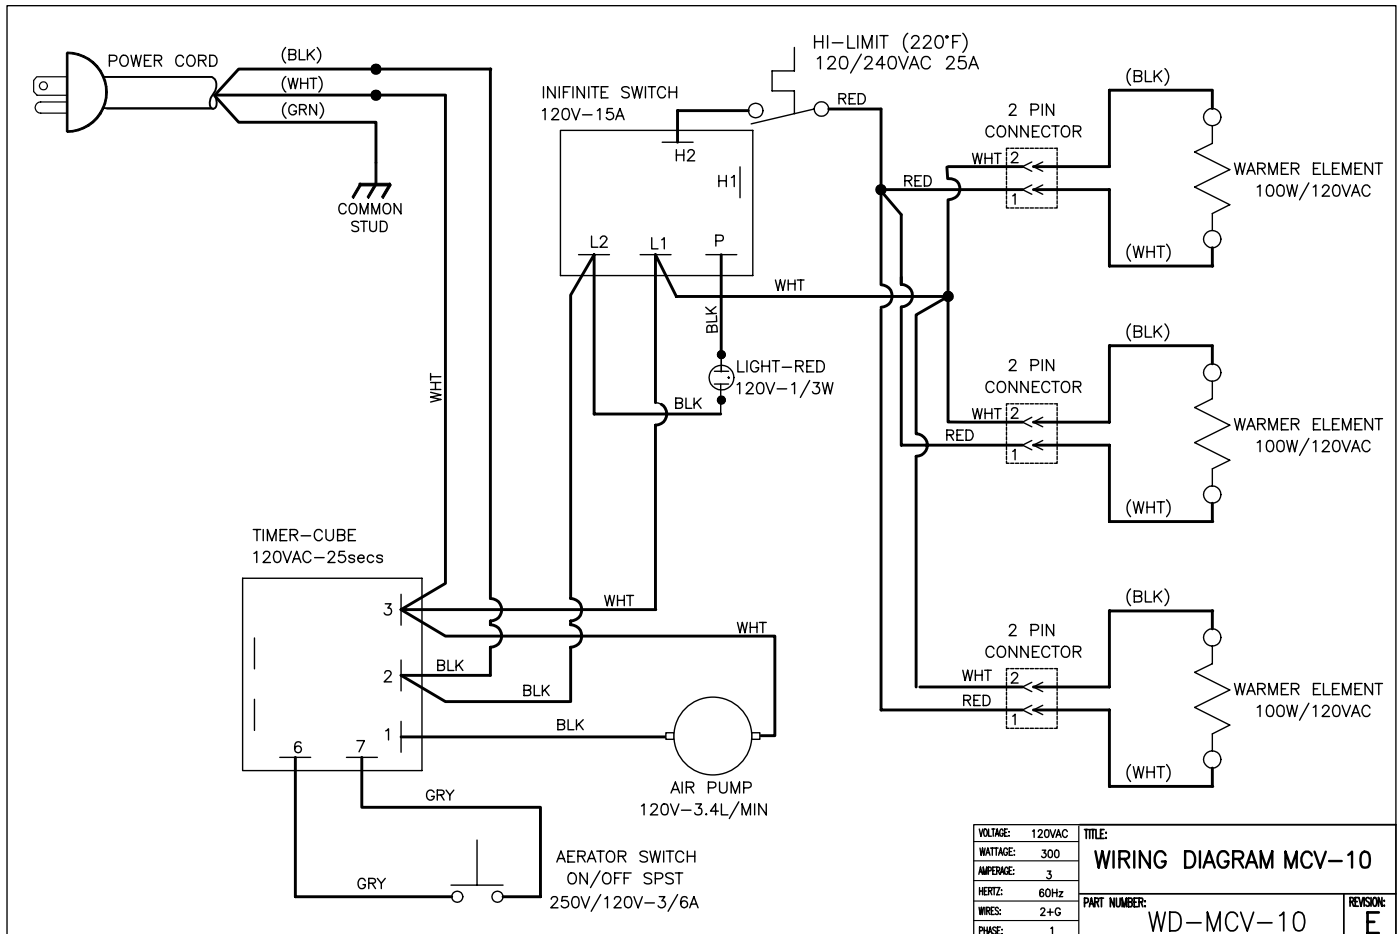 POWER CORD
(BLK)
(WHT)
(GRN)
COMMON
STUD
INIFINITE SWITCH
120V-15A
H2
H1
L2
L1
P
HI-LIMIT (220°F)
120/240VAC 25A
RED
WHT
BLK
LIGHT-RED
120V-1/3W
BLK
WHT
RED
2 PIN
CONNECTOR
WHT
2
1
(BLK)
(WHT)
WARMER ELEMENT
100W/120VAC
2 PIN
CONNECTOR
WHT
RED
2
1
(BLK)
(WHT)
WARMER ELEMENT
100W/120VAC
2 PIN
CONNECTOR
WHT
RED
2
1
(BLK)
(WHT)
WARMER ELEMENT
100W/120VAC
TIMER-CUBE
120VAC-25secs
3
2
1
6
7
WHT
WHT
BLK
BLK
BLK
AIR PUMP
120V-3.4L/MIN
GRY
GRY
AERATOR SWITCH
ON/OFF SPST
250V/120V-3/6A
VOLTAGE: 120VAC
WATTAGE: 300
AMPERAGE: 3
HERTZ: 60Hz
WIRES: 2+G
PHASE: 1
TITLE:
WIRING DIAGRAM MCV-10
PART NUMBER:
WD-MCV-10
REVISION:
E